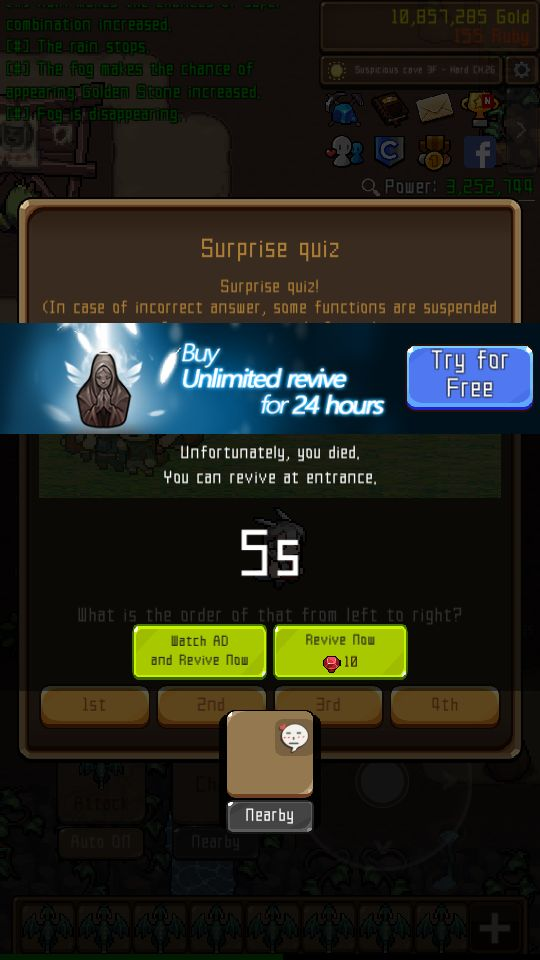 combination increased.
[#] The rain stops.
[#] The fog makes the chance of
appearing Golden Stone increased.
[#] Fog is disappearing.
10,857,285 Gold
155 Ruby
Suspicious cave 3F - Hard CH.26
Power: 3,252,744
Surprise quiz
Surprise quiz!
(In case of incorrect answer, some functions are suspended
Buy
Unlimited revive
for 24 hours
Try for
Free
Unfortunately, you died.
You can revive at entrance.
5s
What is the order of that from left to right?
Watch AD
and Revive Now
Revive Now
10
1st
2nd
3rd
4th
Attack
Auto ON
Nearby
Nearby